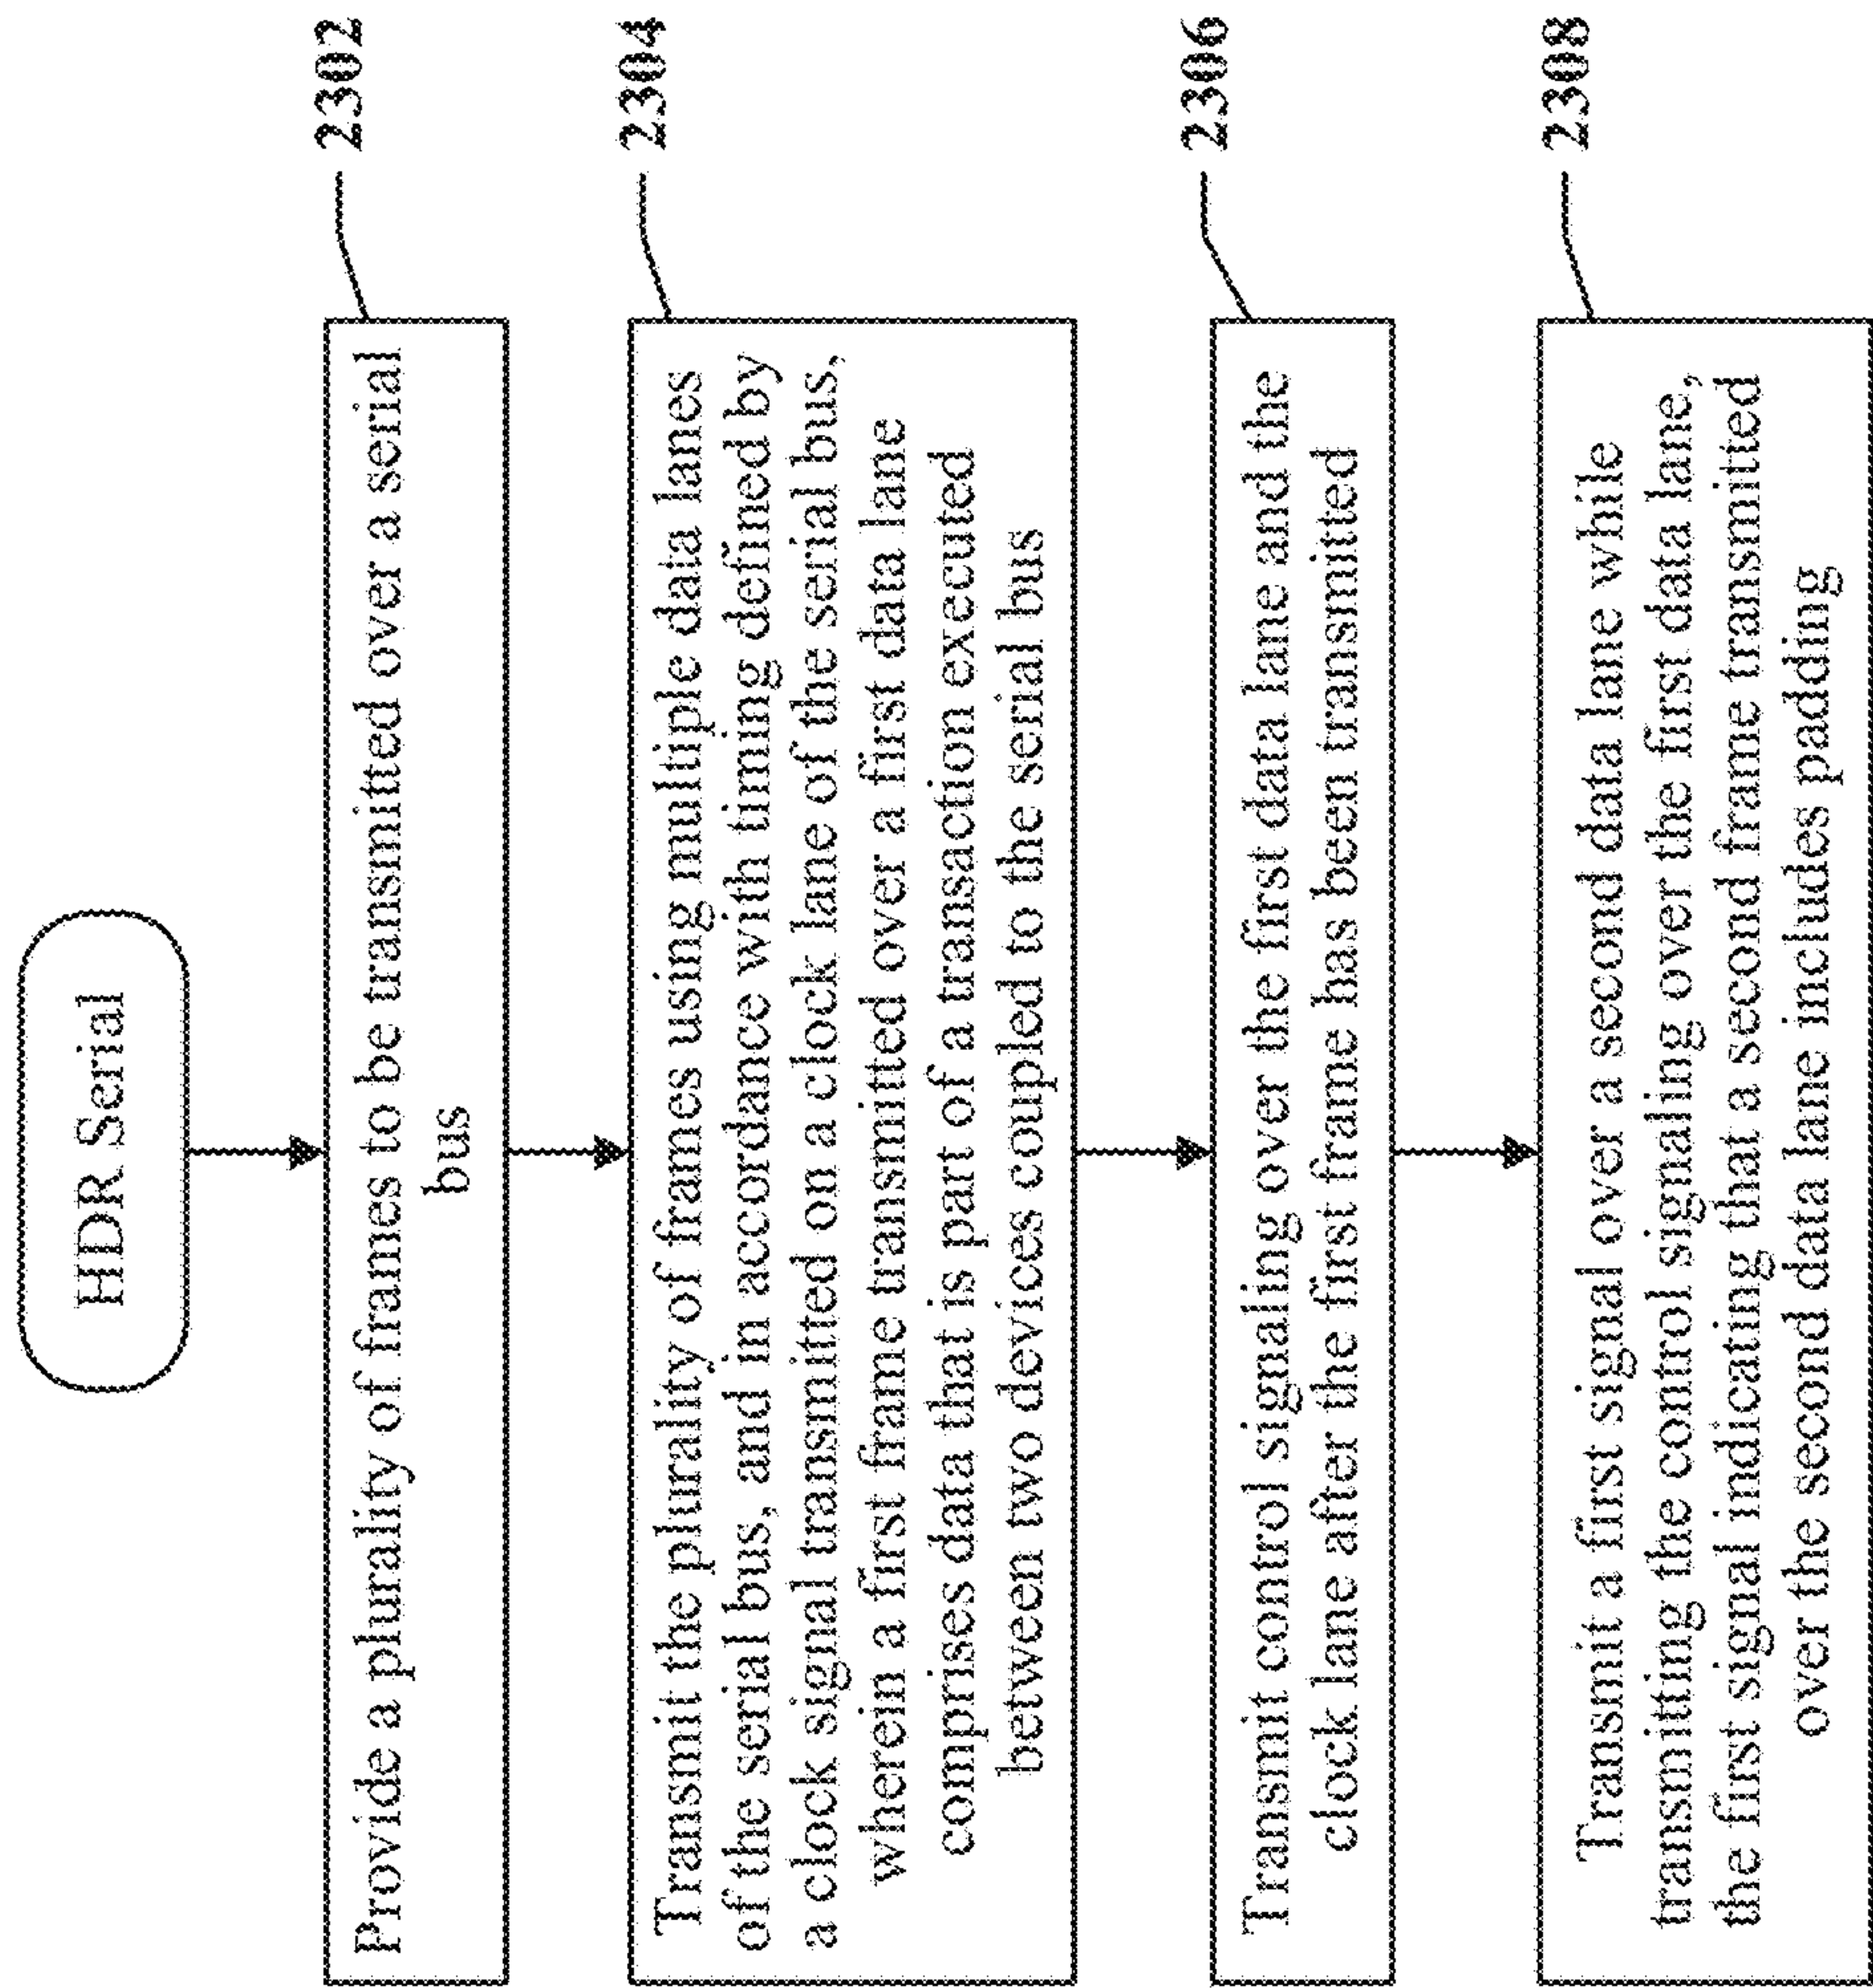 HDR Serial
2302
Provide a plurality of frames to be transmitted over a serial
bus
2304
Transmit the plurality of frames using multiple data lanes
of the serial bus, and in accordance with timing defined by
a clock signal transmitted on a clock lane of the serial bus,
wherein a first frame transmitted over a first data lane
comprises data that is part of a transaction executed
between two devices coupled to the serial bus
2306
Transmit control signaling over the first data lane and the
clock lane after the first frame has been transmitted
2308
Transmit a first signal over a second data lane while
transmitting the control signaling over the first data lane,
the first signal indicating that a second frame transmitted
over the second data lane includes padding